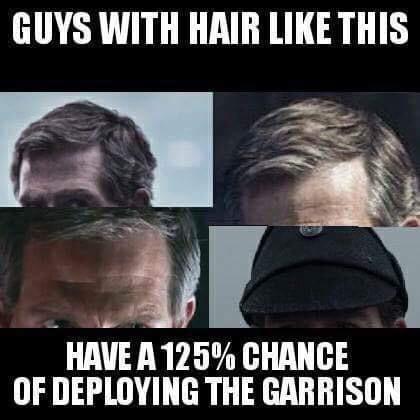 GUYS WITH HAIR LIKE THIS
HAVE A 125% CHANCE
OF DEPLOYING THE GARRISON